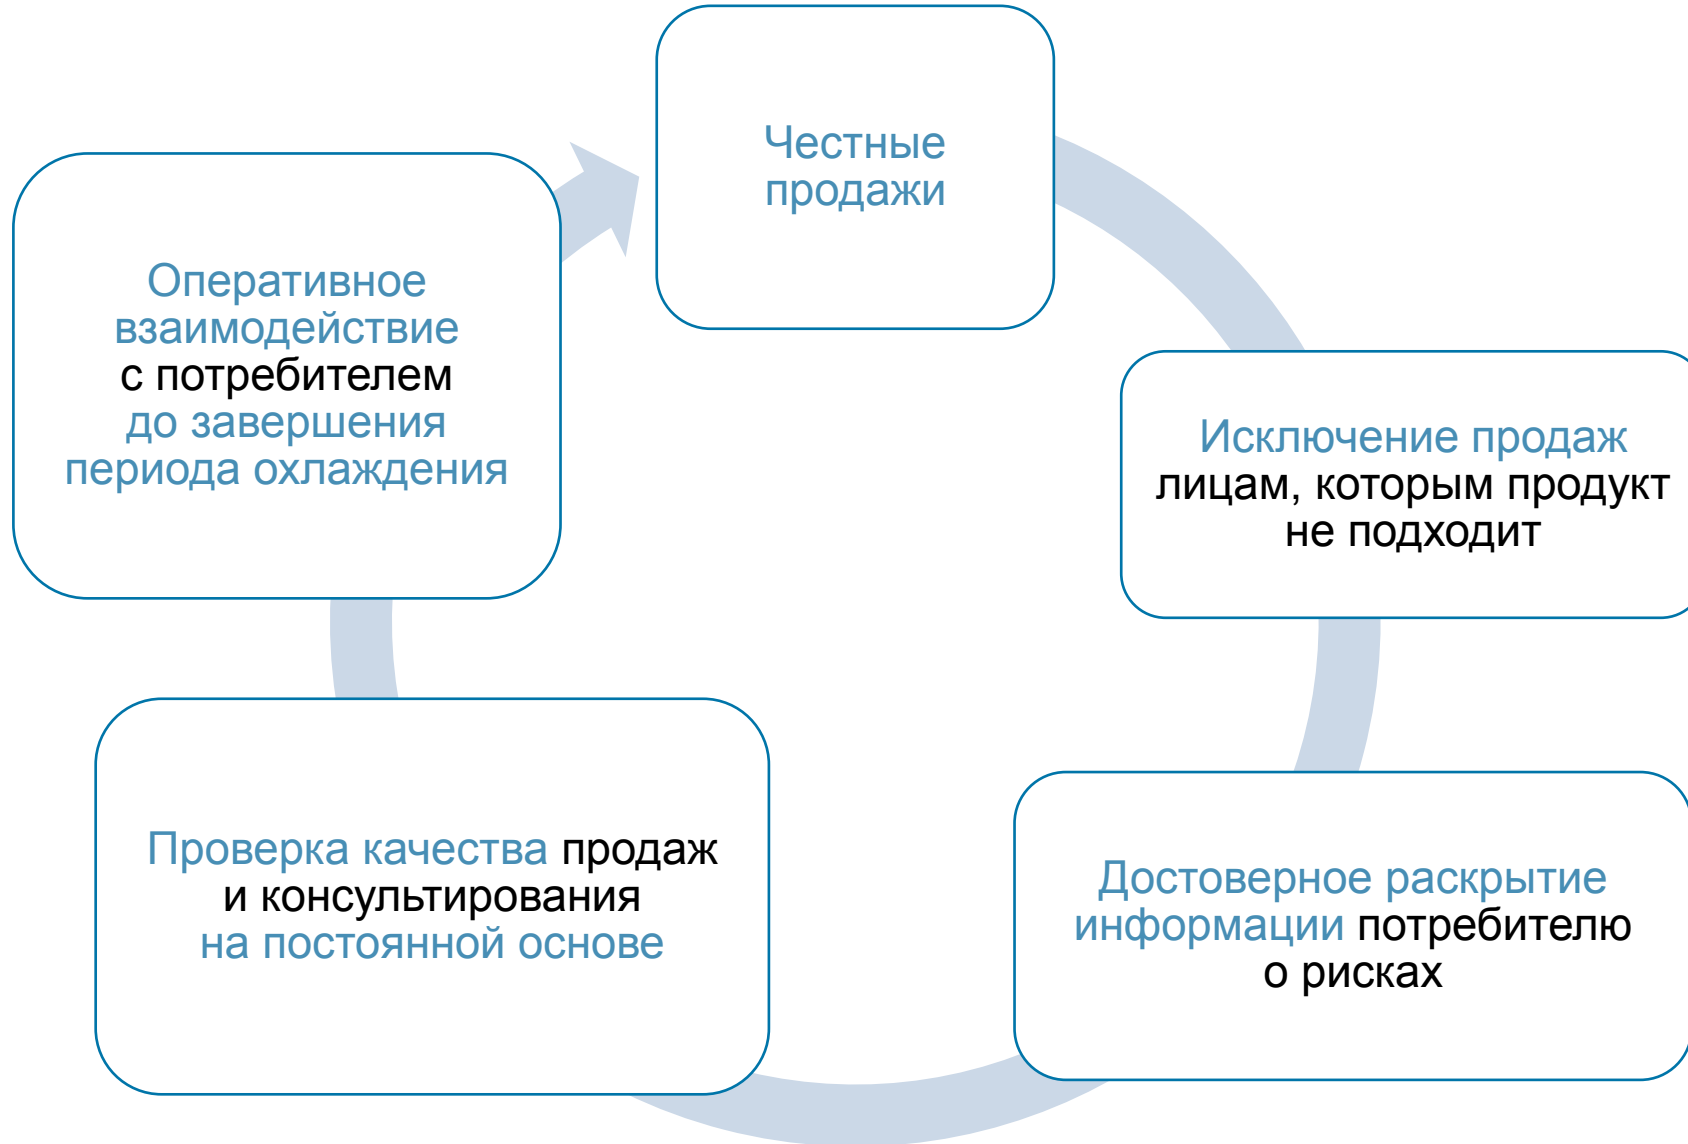 Честные
продажи
Исключение продаж
лицам, которым продукт
не подходит
Достоверное раскрытие
информации потребителю
о рисках
Проверка качества продаж
и консультирования
на постоянной основе
Оперативное
взаимодействие
с потребителем
до завершения
периода охлаждения